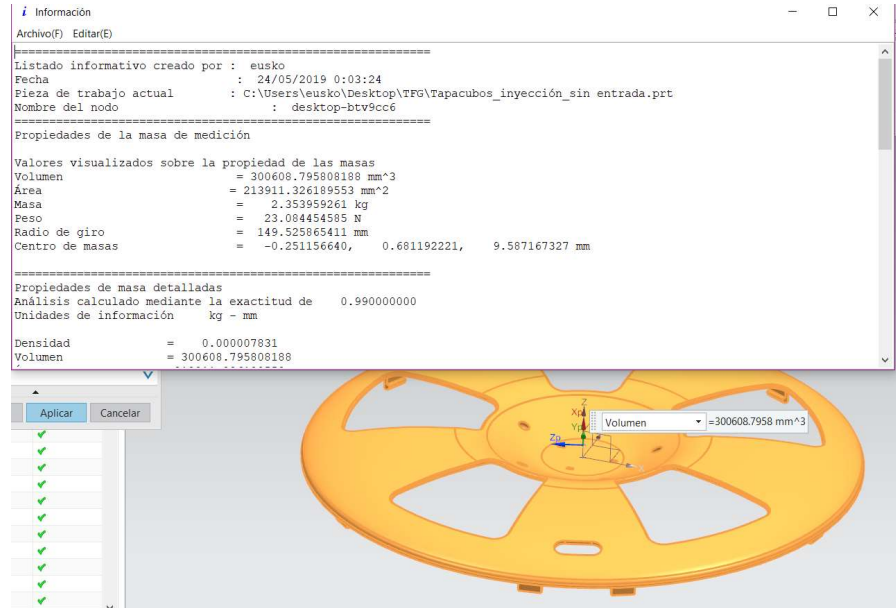 i Información
Archivo(F) Editar(E)
============================================================
Listado informativo creado por : eusko
Fecha : 24/05/2019 0:03:24
Pieza de trabajo actual : C:\Users\eusko\Desktop\TFG\Tapacubos_inyección_sin entrada.prt
Nombre del nodo : desktop-btv9cc6
============================================================
Propiedades de la masa de medición
Valores visualizados sobre la propiedad de las masas
Volumen = 300608.795808188 mm^3
Área = 213911.326189553 mm^2
Masa = 2.353959261 kg
Peso = 23.084454585 N
Radio de giro = 149.525865411 mm
Centro de masas = -0.251156640, 0.681192221, 9.587167327 mm
============================================================
Propiedades de masa detalladas
Análisis calculado mediante la exactitud de 0.990000000
Unidades de información kg - mm
Densidad = 0.000007831
Volumen = 300608.795808188
Aplicar Cancelar
Z
Xp
Yp
Zp
Volumen =300608.7958 mm^3